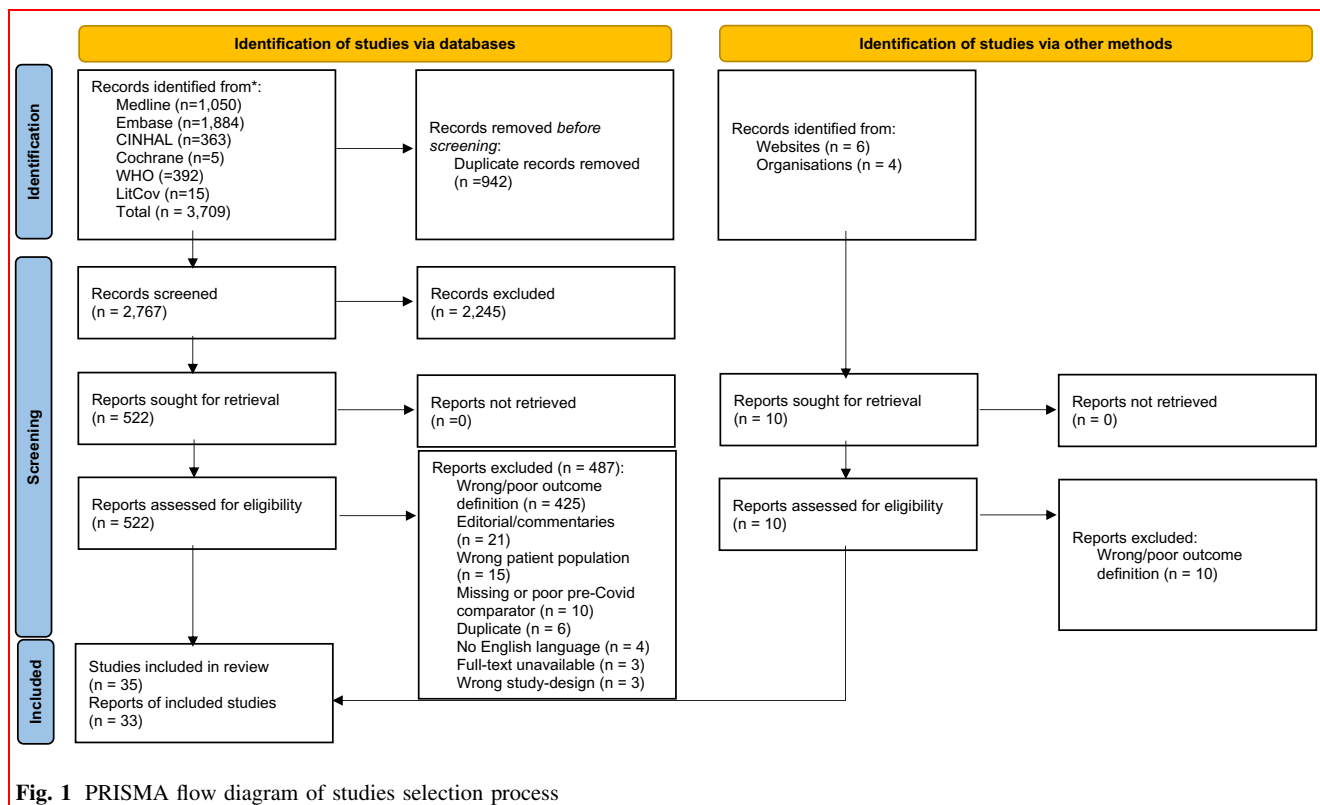 Identification of studies via databases
Identification of studies via other methods
Identification
Records identified from*:
Medline (n=1,050)
Embase (n=1,884)
CINHAL (n=363)
Cochrane (n=5)
WHO (=392)
LitCov (n=15)
Total (n = 3,709)
Records removed before
screening:
Duplicate records removed
(n =942)
Records identified from:
Websites (n = 6)
Organisations (n = 4)
Screening
Records screened
(n = 2,767)
Records excluded
(n = 2,245)
Reports sought for retrieval
(n = 522)
Reports not retrieved
(n =0)
Reports sought for retrieval
(n = 10)
Reports not retrieved
(n = 0)
Reports assessed for eligibility
(n = 522)
Reports excluded (n = 487):
Wrong/poor outcome
definition (n = 425)
Editorial/commentaries
(n = 21)
Wrong patient population
(n = 15)
Missing or poor pre-Covid
comparator (n = 10)
Duplicate (n = 6)
No English language (n = 4)
Full-text unavailable (n = 3)
Wrong study-design (n = 3)
Reports assessed for eligibility
(n = 10)
Reports excluded:
Wrong/poor outcome
definition (n = 10)
Included
Studies included in review
(n = 35)
Reports of included studies
(n = 33)
Fig. 1 PRISMA flow diagram of studies selection process